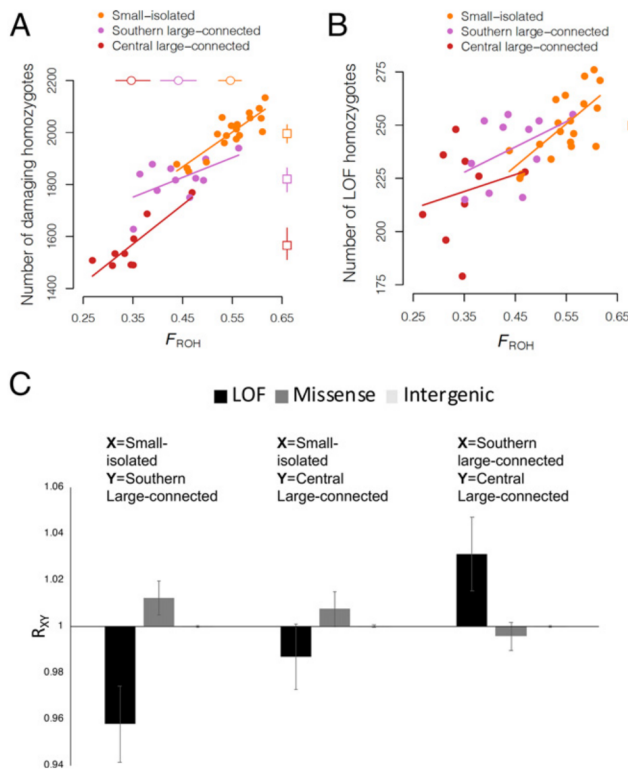 A
Small-isolated
Southern large-connected
Central large-connected
Number of damaging homozygotes
2200
2000
1800
1600
1400
0.25 0.35 0.45 0.55 0.65
FROH
B
Small-isolated
Southern large-connected
Central large-connected
Number of LOF homozygotes
275
250
225
200
175
0.25 0.35 0.45 0.55 0.65
FROH
C
LOF Missense Intergenic
X=Small-
isolated
Y=Southern
Large-connected
X=Small-
isolated
Y=Central
Large-connected
X=Southern
large-connected
Y=Central
Large-connected
RXY
1.06
1.04
1.02
1
0.98
0.96
0.94